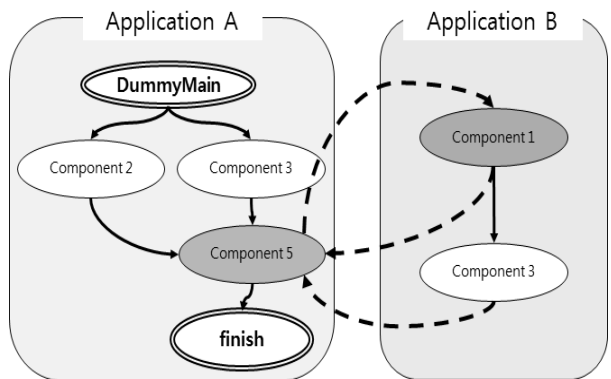 Application A
Application B
DummyMain
Component 1
Component 2
Component 3
Component 5
Component 3
finish